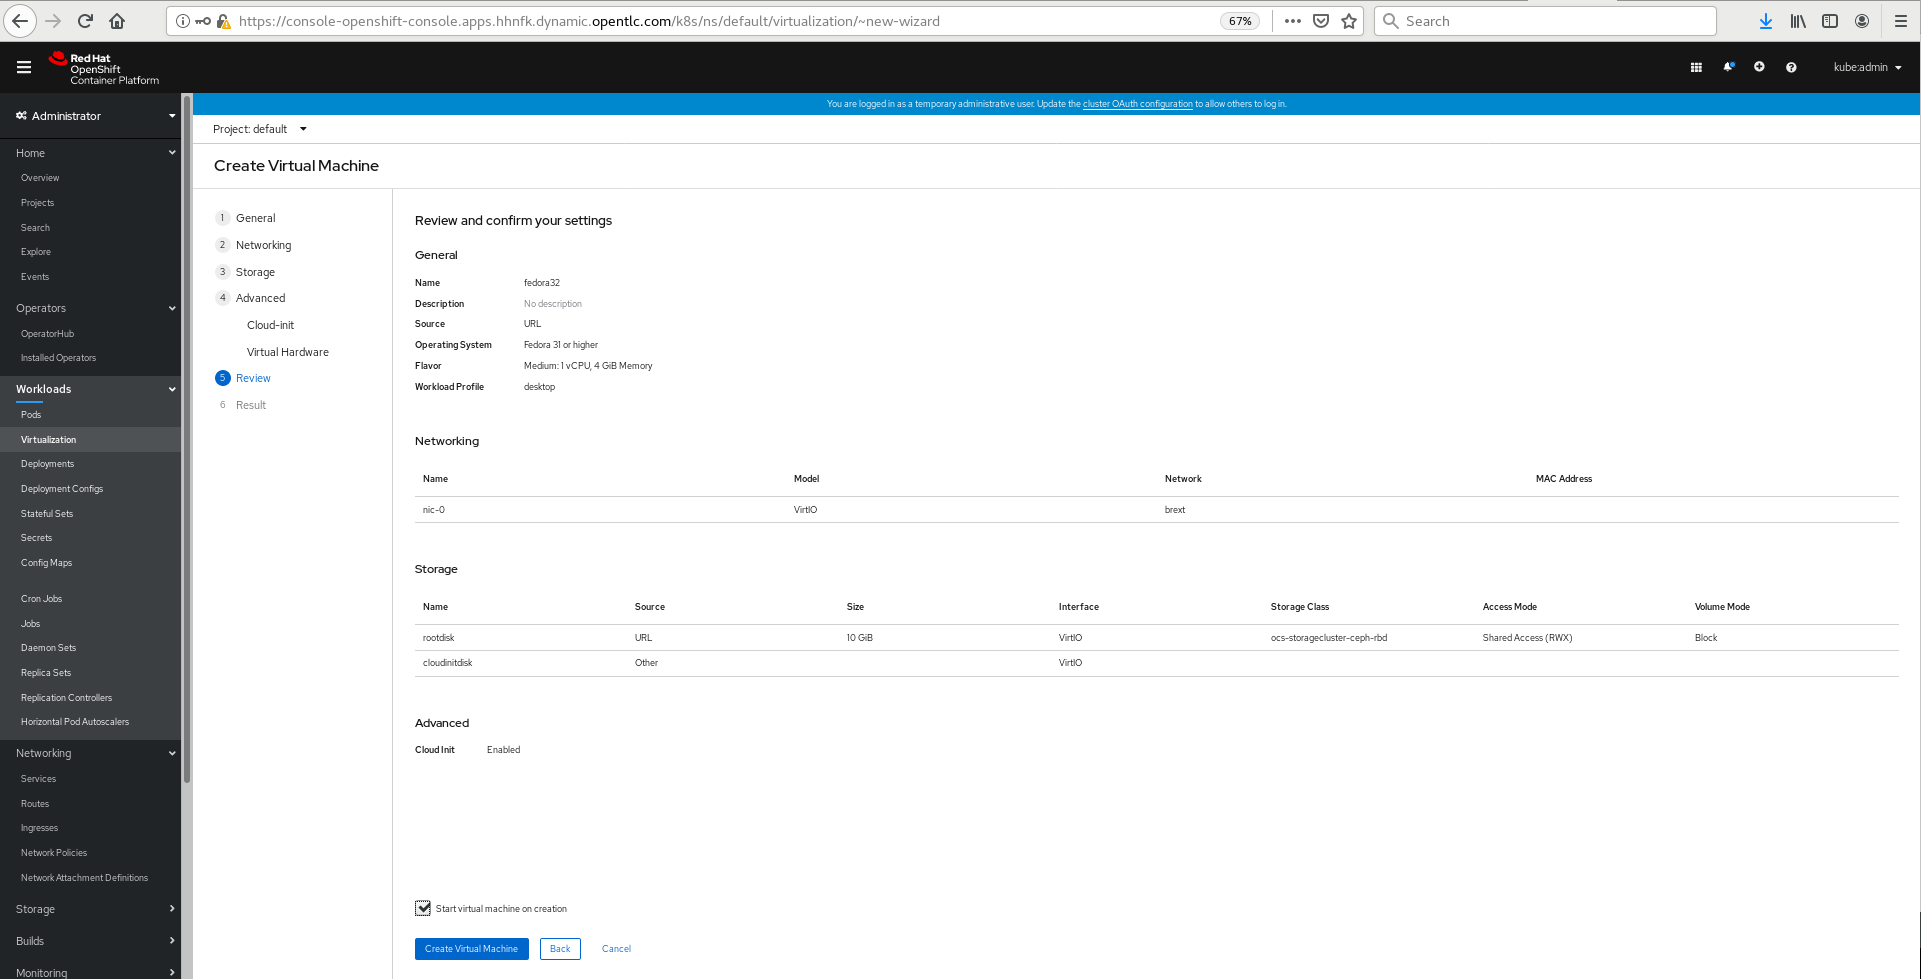 https://console-openshift-console.apps.hhnfk.dynamic.opentlc.com/k8s/ns/default/virtualization/~new-wizard
67%
Search
Red Hat
OpenShift
Container Platform
kube:admin
You are logged in as a temporary administrative user. Update the cluster OAuth configuration to allow others to log in.
Administrator
Home
Overview
Projects
Search
Explore
Events
Operators
OperatorHub
Installed Operators
Workloads
Pods
Virtualization
Deployments
Deployment Configs
Stateful Sets
Secrets
Config Maps
Cron Jobs
Jobs
Daemon Sets
Replica Sets
Replication Controllers
Horizontal Pod Autoscalers
Networking
Services
Routes
Ingresses
Network Policies
Network Attachment Definitions
Storage
Builds
Monitoring
Project: default
Create Virtual Machine
1 General
2 Networking
3 Storage
4 Advanced
Cloud-init
Virtual Hardware
5 Review
6 Result
Review and confirm your settings
General
Name fedora32
Description No description
Source URL
Operating System Fedora 31 or higher
Flavor Medium: 1 vCPU, 4 GiB Memory
Workload Profile desktop
Networking
Name Model Network MAC Address
nic-0 VirtIO brext
Storage
Name Source Size Interface Storage Class Access Mode Volume Mode
rootdisk URL 10 GiB VirtIO ocs-storagecluster-ceph-rbd Shared Access (RWX) Block
cloudinitdisk Other VirtIO
Advanced
Cloud Init Enabled
Start virtual machine on creation
Create Virtual Machine Back Cancel